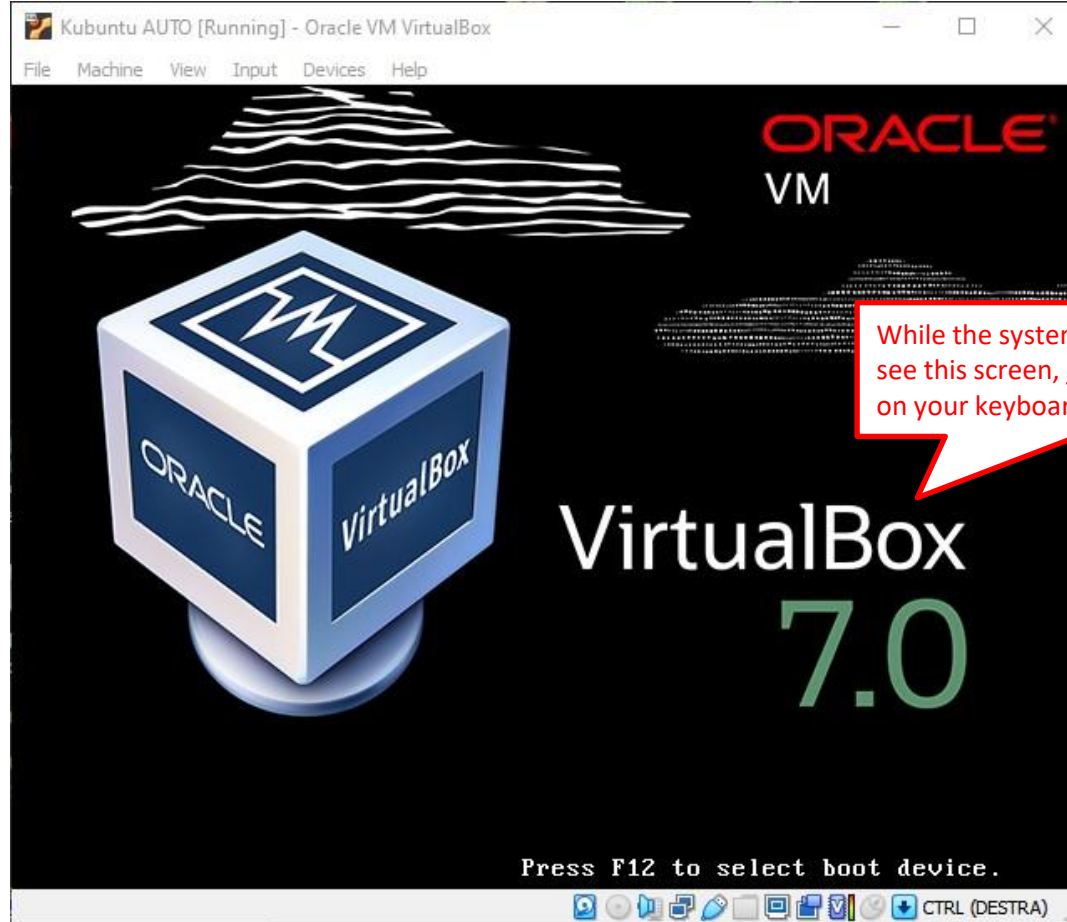 Kubuntu AUTO [Running] - Oracle VM VirtualBox
File Machine View Input Devices Help
ORACLE
VM
While the system
see this screen,
on your keyboar
ORACLE
VirtualBox
VirtualBox
7.0
Press F12 to select boot device.
CTRL (DESTRA)